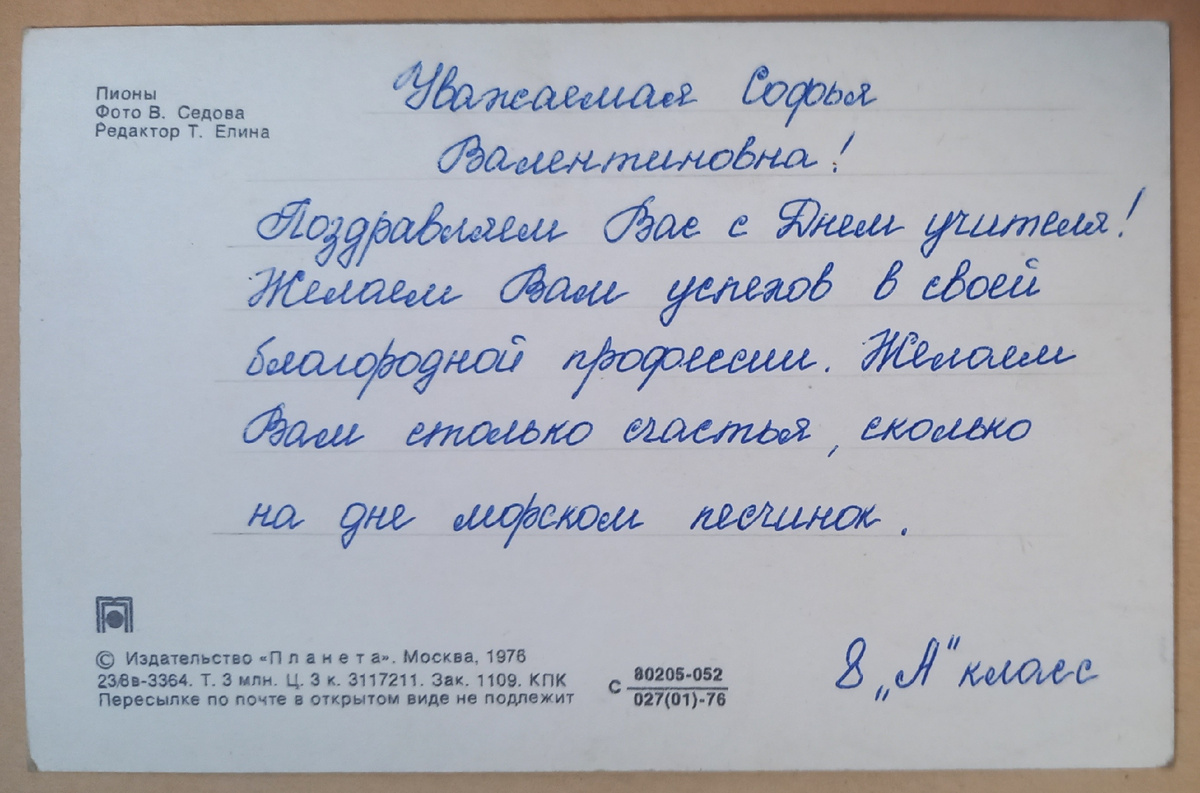 Пионы
Фото В. Седова
Редактор Т. Елина
Уважаемая Софья
Валентиновна!
Поздравляем Вас с Днем учителя!
Желаем Вам успехов в своей
благородной профессии. Желаем
Вам столько счастья, сколько
на дне морском песчинок.
8 „А“ класс
© Издательство «Планета». Москва, 1976
23/8в-3364. Т. 3 млн. Ц. 3 к. 3117211. Зак. 1109. КПК
Пересылке по почте в открытом виде не подлежит
С 80205-052
027(01)-76